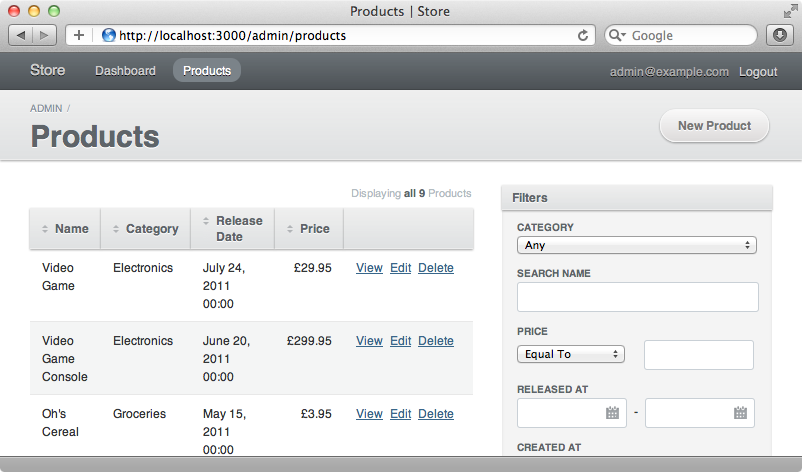 Products | Store
http://localhost:3000/admin/products
Google
Store Dashboard Products admin@example.com Logout
ADMIN /
Products
New Product
Displaying all 9 Products
Name Category Release Date Price
Video Game Electronics July 24, 2011 00:00 £29.95 View Edit Delete
Video Game Console Electronics June 20, 2011 00:00 £299.95 View Edit Delete
Oh's Cereal Groceries May 15, 2011 00:00 £3.95 View Edit Delete
Filters
CATEGORY
Any
SEARCH NAME
PRICE
Equal To
RELEASED AT
-
CREATED AT